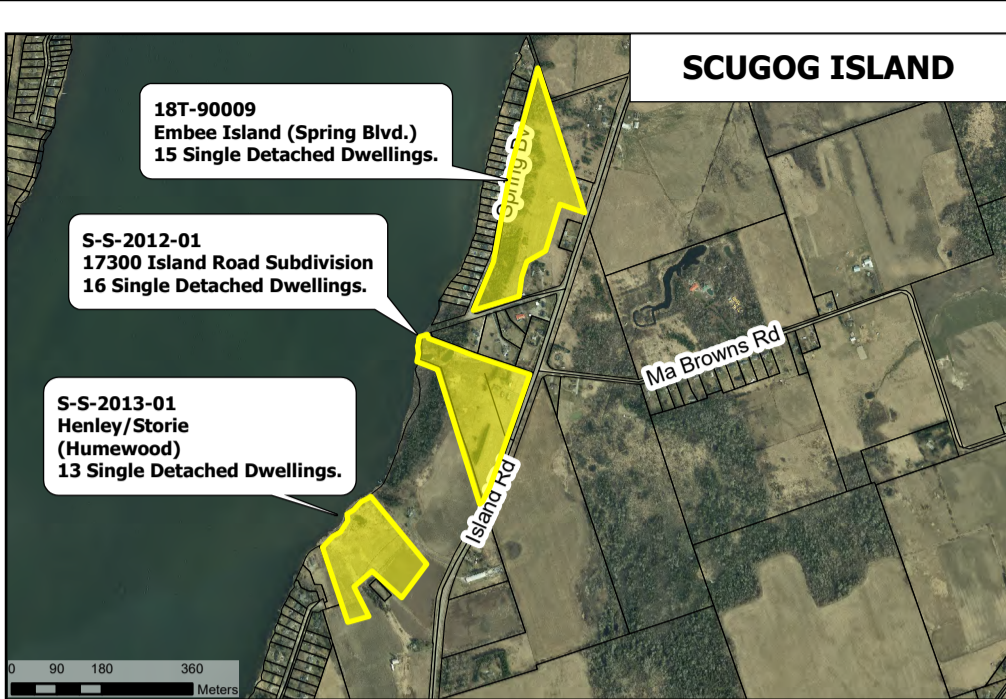 SCUGOG ISLAND
18T-90009
Embee Island (Spring Blvd.)
15 Single Detached Dwellings.
Spring Bv
S-S-2012-01
17300 Island Road Subdivision
16 Single Detached Dwellings.
Ma Browns Rd
S-S-2013-01
Henley/Storie
(Humewood)
13 Single Detached Dwellings.
Island Rd
0 90 180 360
Meters